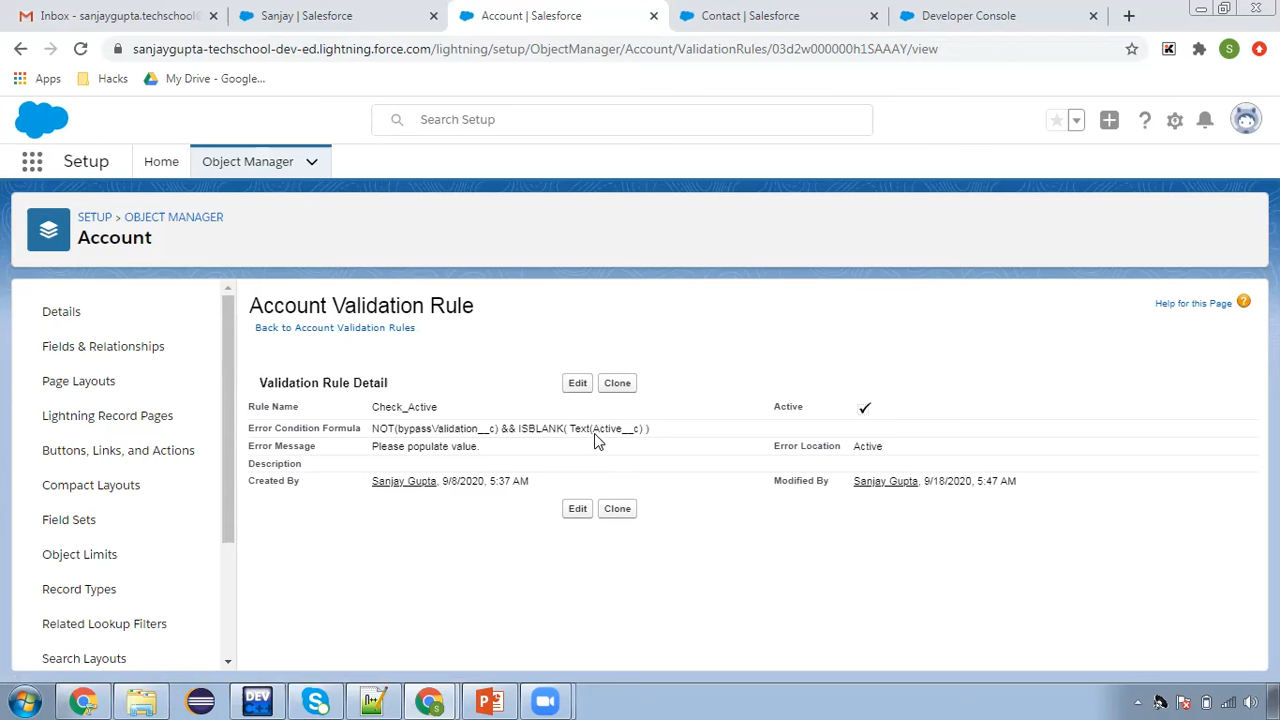 Inbox - sanjaygupta.techschool
Sanjay | Salesforce
Account | Salesforce
Contact | Salesforce
Developer Console
sanjaygupta-techschool-dev-ed.lightning.force.com/lightning/setup/ObjectManager/Account/ValidationRules/03d2w000000h1SAAAY/view
S
Apps
Hacks
My Drive - Google...
Search Setup
Setup
Home
Object Manager
SETUP > OBJECT MANAGER
Account
Details
Fields & Relationships
Page Layouts
Lightning Record Pages
Buttons, Links, and Actions
Compact Layouts
Field Sets
Object Limits
Record Types
Related Lookup Filters
Search Layouts
Account Validation Rule
Back to Account Validation Rules
Help for this Page
Validation Rule Detail
Edit
Clone
Rule Name
Check_Active
Active
Error Condition Formula
NOT(bypassValidation__c) && ISBLANK( Text(Active__c) )
Error Message
Please populate value.
Error Location
Active
Description
Created By
Sanjay Gupta, 9/8/2020, 5:37 AM
Modified By
Sanjay Gupta, 9/18/2020, 5:47 AM
Edit
Clone
DEV